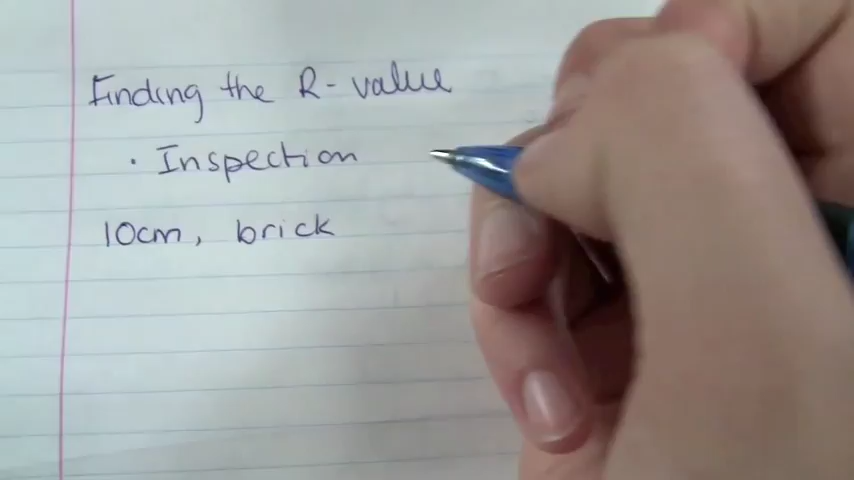 Finding the R-value
• Inspection
10cm, brick